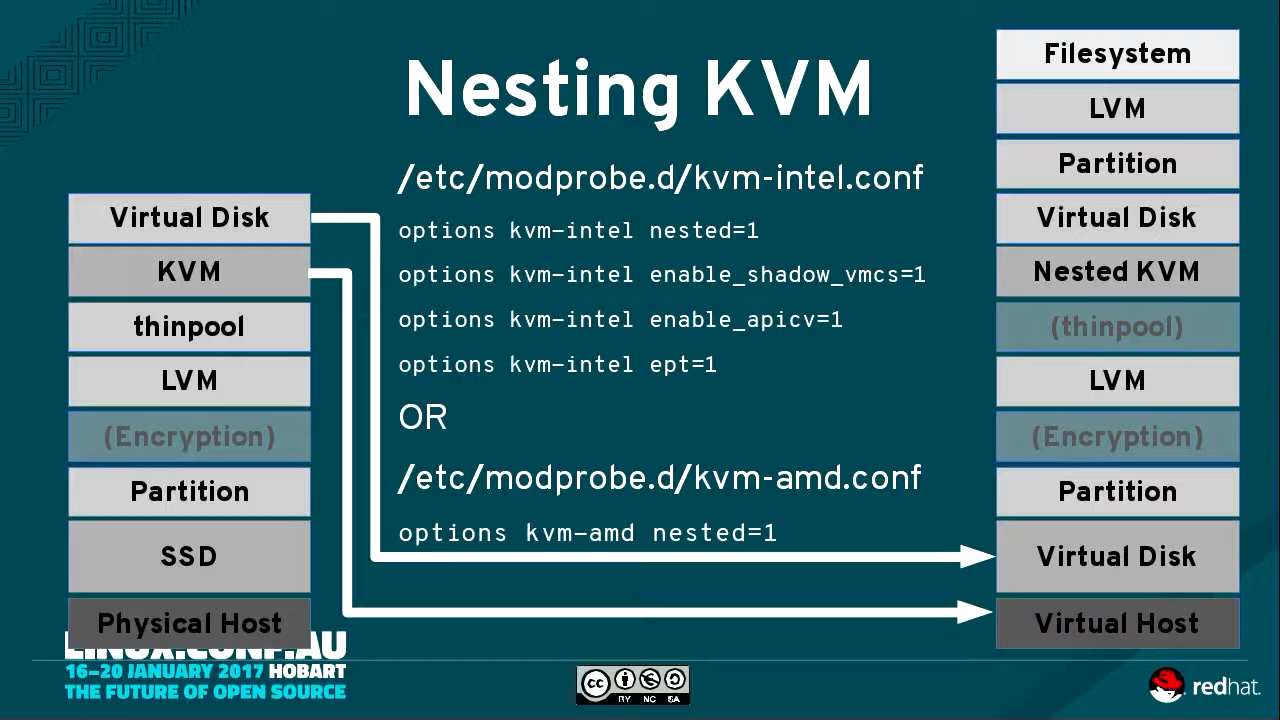 Nesting KVM
Virtual Disk
KVM
thinpool
LVM
(Encryption)
Partition
SSD
Physical Host
/etc/modprobe.d/kvm-intel.conf
options kvm-intel nested=1
options kvm-intel enable_shadow_vmcs=1
options kvm-intel enable_apicv=1
options kvm-intel ept=1
OR
/etc/modprobe.d/kvm-amd.conf
options kvm-amd nested=1
Filesystem
LVM
Partition
Virtual Disk
Nested KVM
(thinpool)
LVM
(Encryption)
Partition
Virtual Disk
Virtual Host
LINUX.CONF.AU
16–20 JANUARY 2017 HOBART
THE FUTURE OF OPEN SOURCE
cc
BY NC SA
redhat.